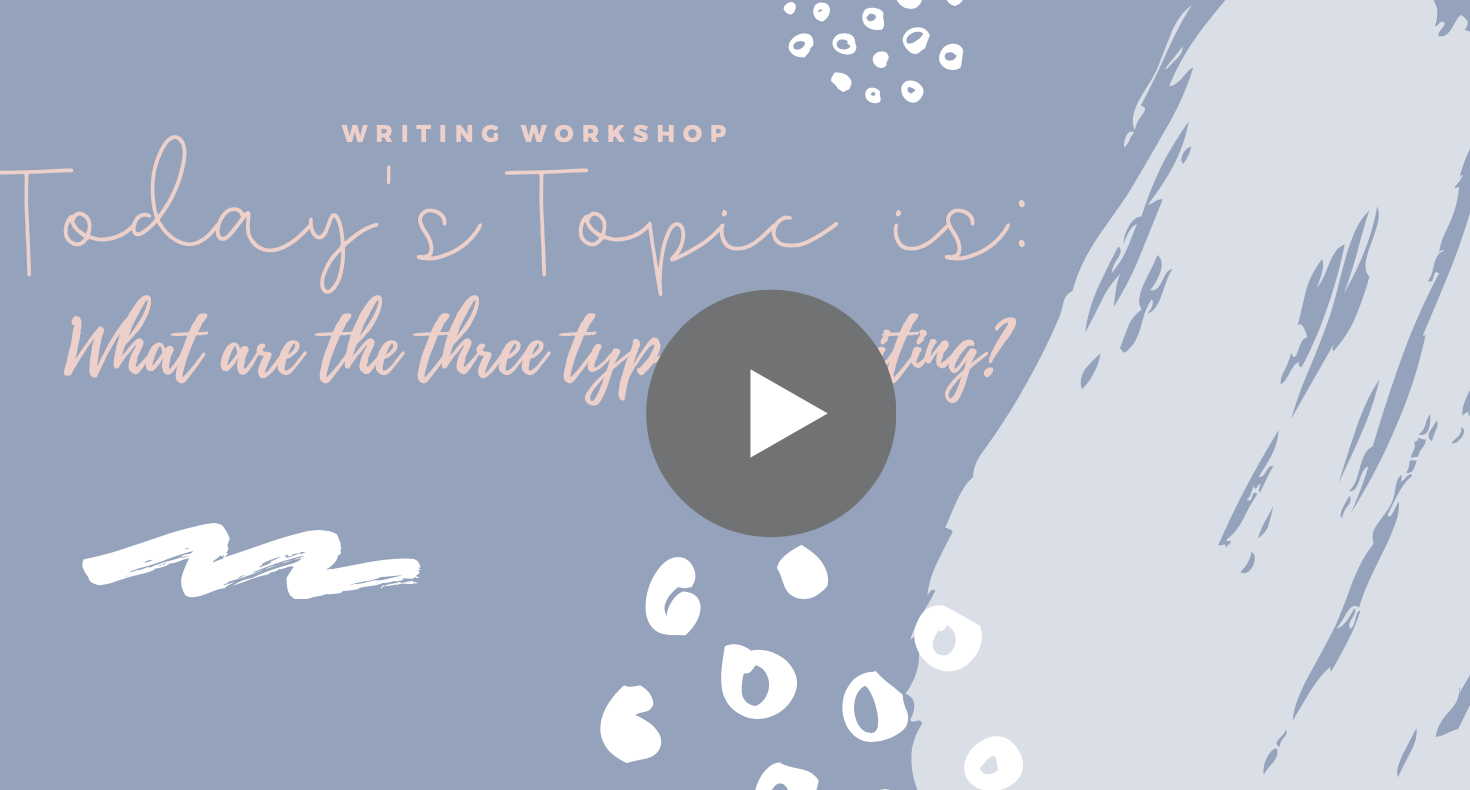 WRITING WORKSHOP
Today's Topic is:
What are the three